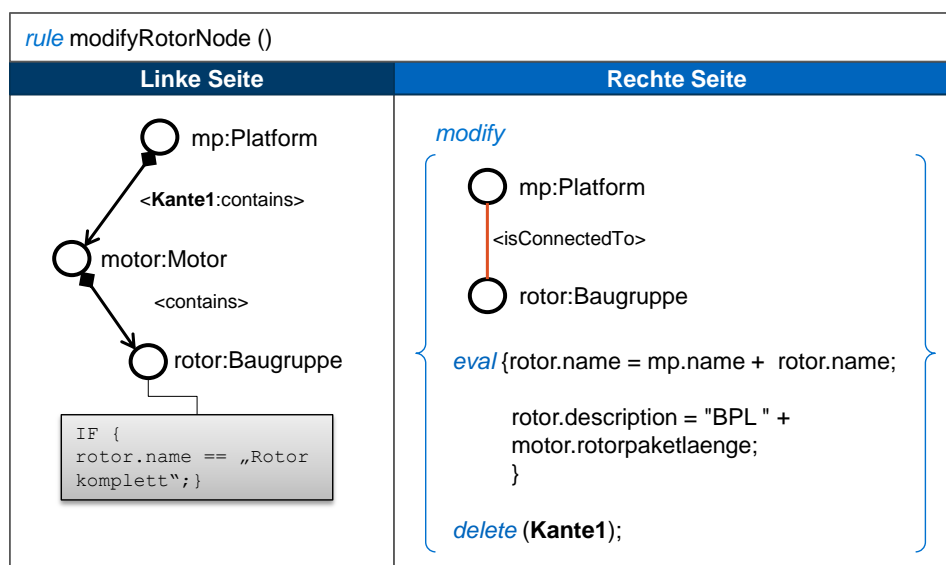 rule modifyRotorNode ()
Linke Seite
mp:Platform
<Kante1:contains>
motor:Motor
<contains>
rotor:Baugruppe
IF {
rotor.name == „Rotor
komplett“;}
Rechte Seite
modify
mp:Platform
<isConnectedTo>
rotor:Baugruppe
eval {rotor.name = mp.name + rotor.name;
rotor.description = "BPL " +
motor.rotorpaketlaenge;
}
delete (Kante1);